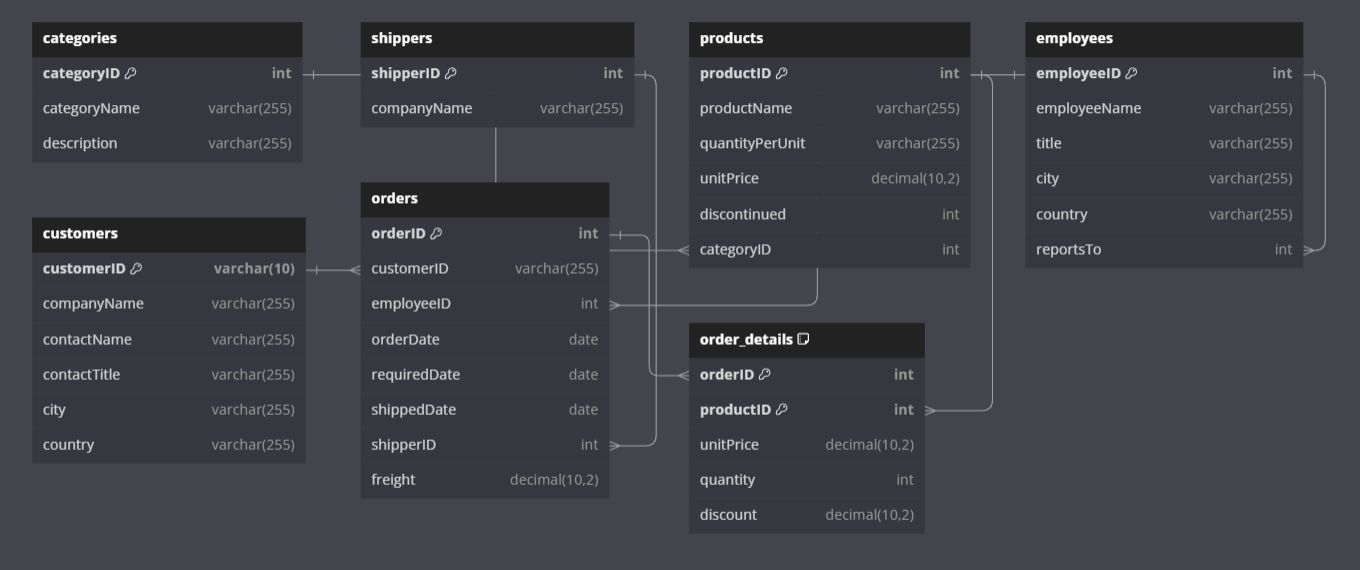 categories
categoryID int
categoryName varchar(255)
description varchar(255)
shippers
shipperID int
companyName varchar(255)
products
productID int
productName varchar(255)
quantityPerUnit varchar(255)
unitPrice decimal(10,2)
discontinued int
categoryID int
employees
employeeID int
employeeName varchar(255)
title varchar(255)
city varchar(255)
country varchar(255)
reportsTo int
customers
customerID varchar(10)
companyName varchar(255)
contactName varchar(255)
contactTitle varchar(255)
city varchar(255)
country varchar(255)
orders
orderID int
customerID varchar(255)
employeeID int
orderDate date
requiredDate date
shippedDate date
shipperID int
freight decimal(10,2)
order_details
orderID int
productID int
unitPrice decimal(10,2)
quantity int
discount decimal(10,2)